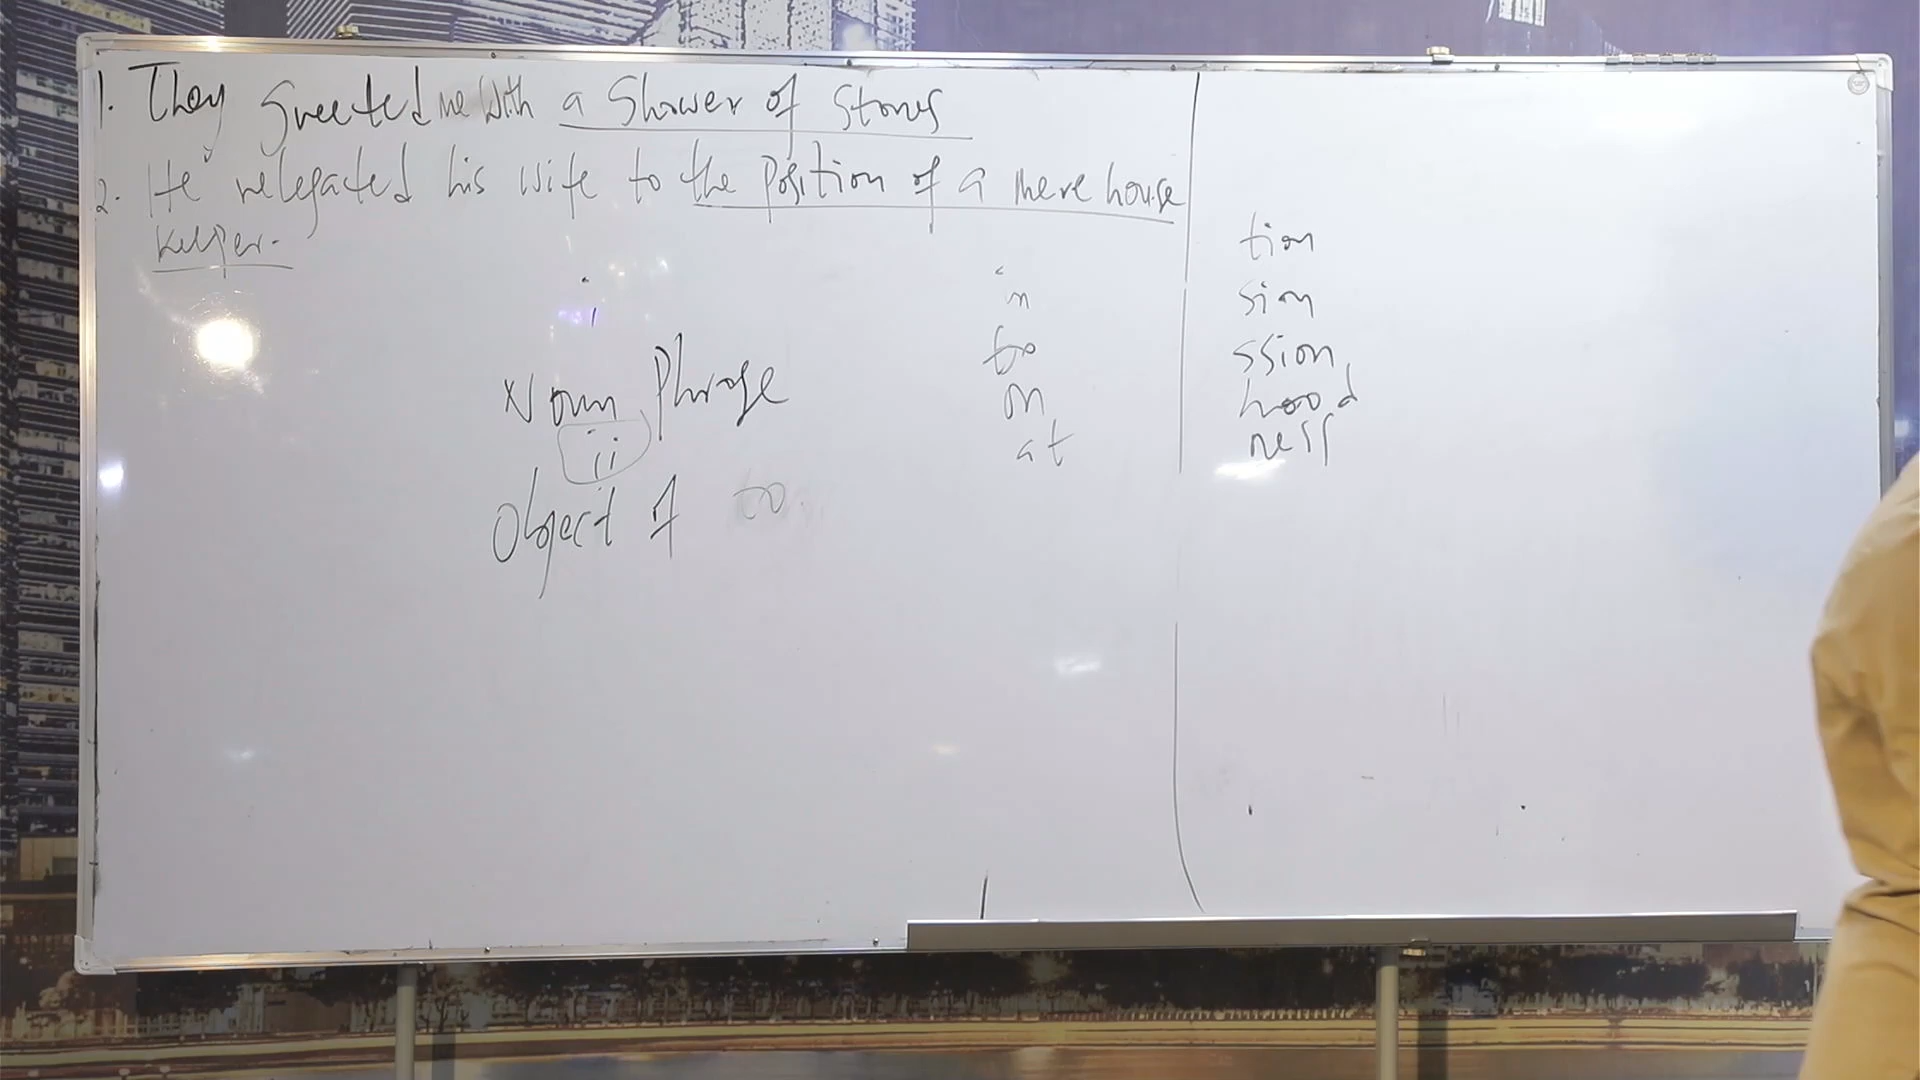 1. They greeted me with a shower of stones
2. He relegated his wife to the position of a mere house
keeper.
Noun Phrase
ii
Object of to
in
to
on
at
tion
sion
ssion
hood
ness